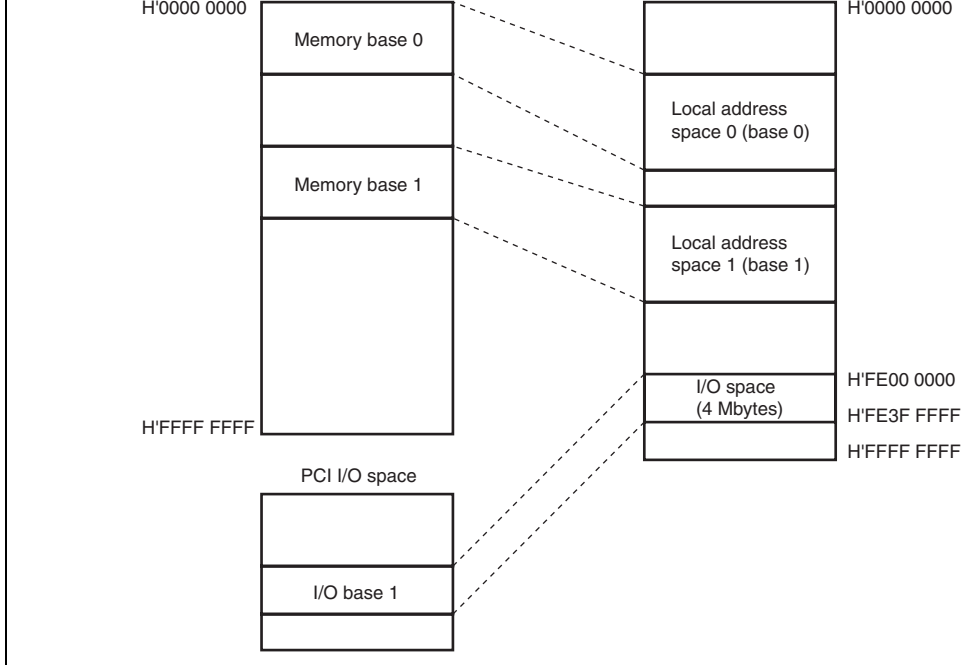 H'0000 0000
H'0000 0000
Memory base 0
Local address
space 0 (base 0)
Memory base 1
Local address
space 1 (base 1)
H'FE00 0000
I/O space
(4 Mbytes)
H'FE3F FFFF
H'FFFF FFFF
H'FFFF FFFF
PCI I/O space
I/O base 1